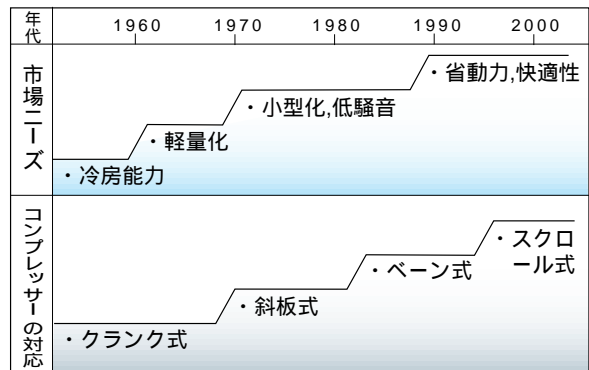 年代
1960 1970 1980 1990 2000
市場ニーズ
・省動力,快適性
・小型化,低騒音
・軽量化
・冷房能力
コンプレッサーの対応
・スクロ
ール式
・ベーン式
・斜板式
・クランク式